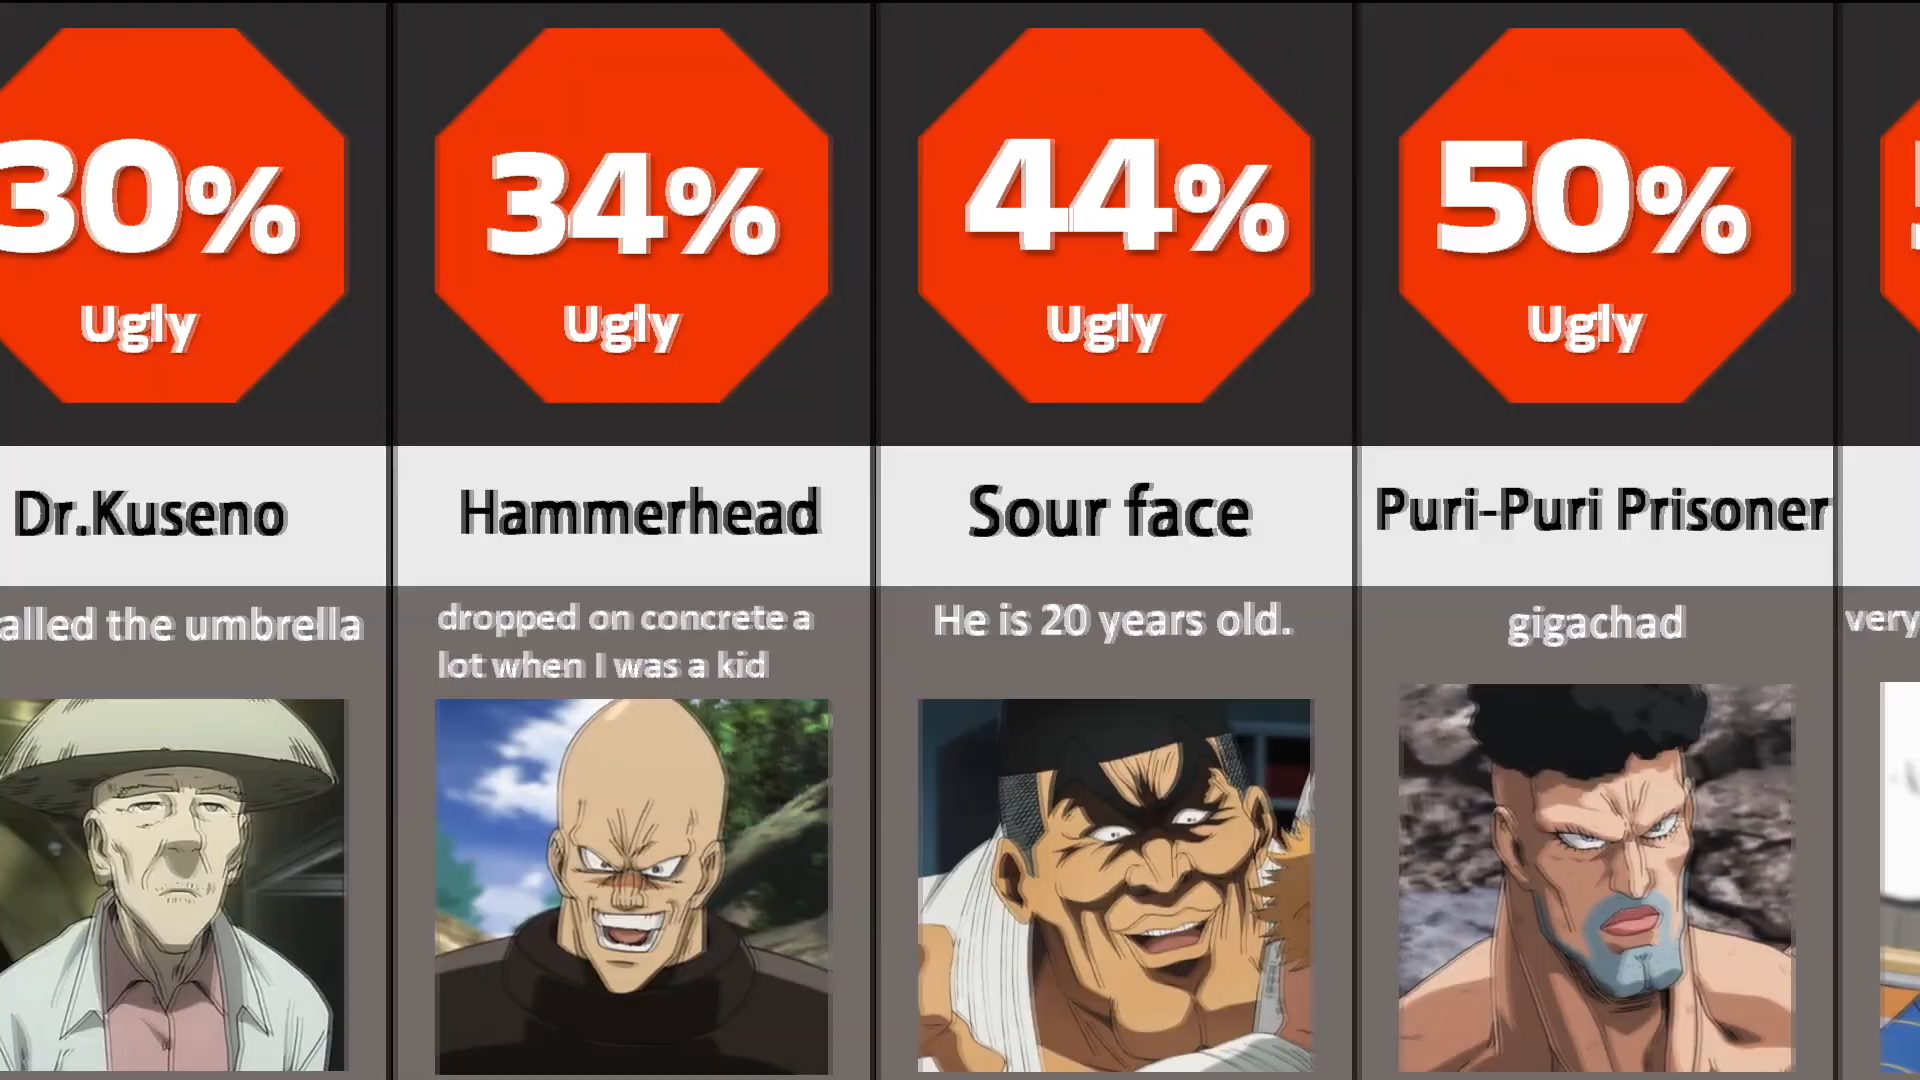 30%
Ugly
Dr.Kuseno
alled the umbrella
34%
Ugly
Hammerhead
dropped on concrete a
lot when I was a kid
44%
Ugly
Sour face
He is 20 years old.
50%
Ugly
Puri-Puri Prisoner
gigachad
very